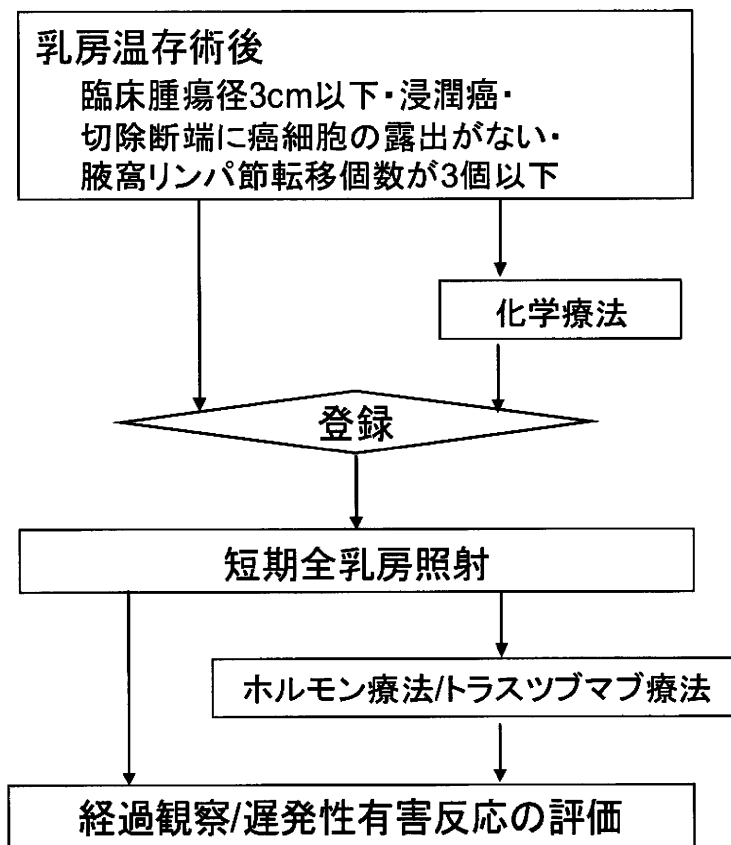 乳房温存術後
臨床腫瘍径3cm以下・浸潤癌・
切除断端に癌細胞の露出がない・
腋窩リンパ節転移個数が3個以下
化学療法
登録
短期全乳房照射
ホルモン療法/トラスツブマブ療法
経過観察/遅発性有害反応の評価